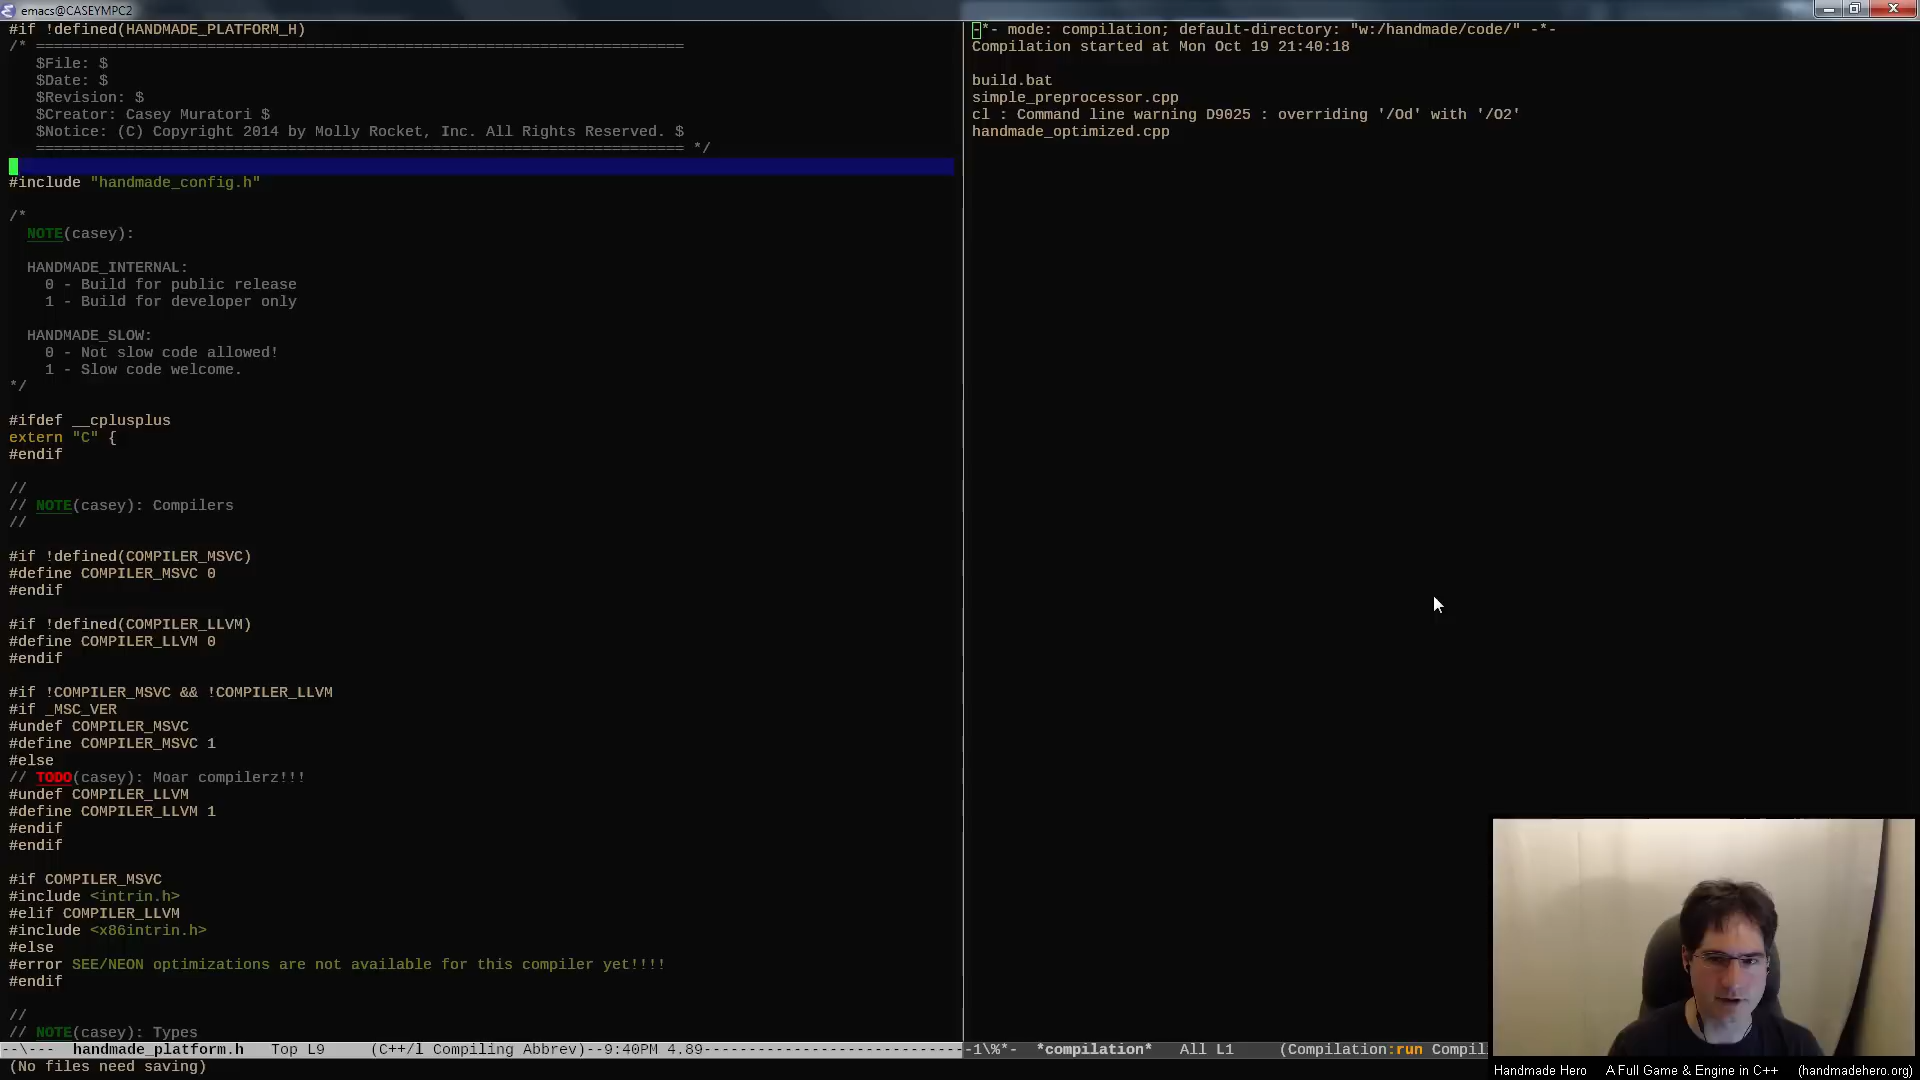 emacs@CASEYMPC2
#if !defined(HANDMADE_PLATFORM_H)
/* ========================================================================
$File: $
$Date: $
$Revision: $
$Creator: Casey Muratori $
$Notice: (C) Copyright 2014 by Molly Rocket, Inc. All Rights Reserved. $
======================================================================== */
#include "handmade_config.h"
/*
NOTE(casey):
HANDMADE_INTERNAL:
0 - Build for public release
1 - Build for developer only
HANDMADE_SLOW:
0 - Not slow code allowed!
1 - Slow code welcome.
*/
#ifdef __cplusplus
extern "C" {
#endif
//
// NOTE(casey): Compilers
//
#if !defined(COMPILER_MSVC)
#define COMPILER_MSVC 0
#endif
#if !defined(COMPILER_LLVM)
#define COMPILER_LLVM 0
#endif
#if !COMPILER_MSVC && !COMPILER_LLVM
#if _MSC_VER
#undef COMPILER_MSVC
#define COMPILER_MSVC 1
#else
// TODO(casey): Moar compilerz!!!
#undef COMPILER_LLVM
#define COMPILER_LLVM 1
#endif
#endif
#if COMPILER_MSVC
#include <intrin.h>
#elif COMPILER_LLVM
#include <x86intrin.h>
#else
#error SEE/NEON optimizations are not available for this compiler yet!!!!
#endif
//
// NOTE(casey): Types
--\--- handmade_platform.h Top L9 (C++/l Compiling Abbrev)--9:40PM 4.89-----------------------------
(No files need saving)
-*- mode: compilation; default-directory: "w:/handmade/code/" -*-
Compilation started at Mon Oct 19 21:40:18
build.bat
simple_preprocessor.cpp
cl : Command line warning D9025 : overriding '/Od' with '/O2'
handmade_optimized.cpp
-1\%*- *compilation* All L1 (Compilation:run Compil
Handmade Hero A Full Game & Engine in C++ (handmadehero.org)